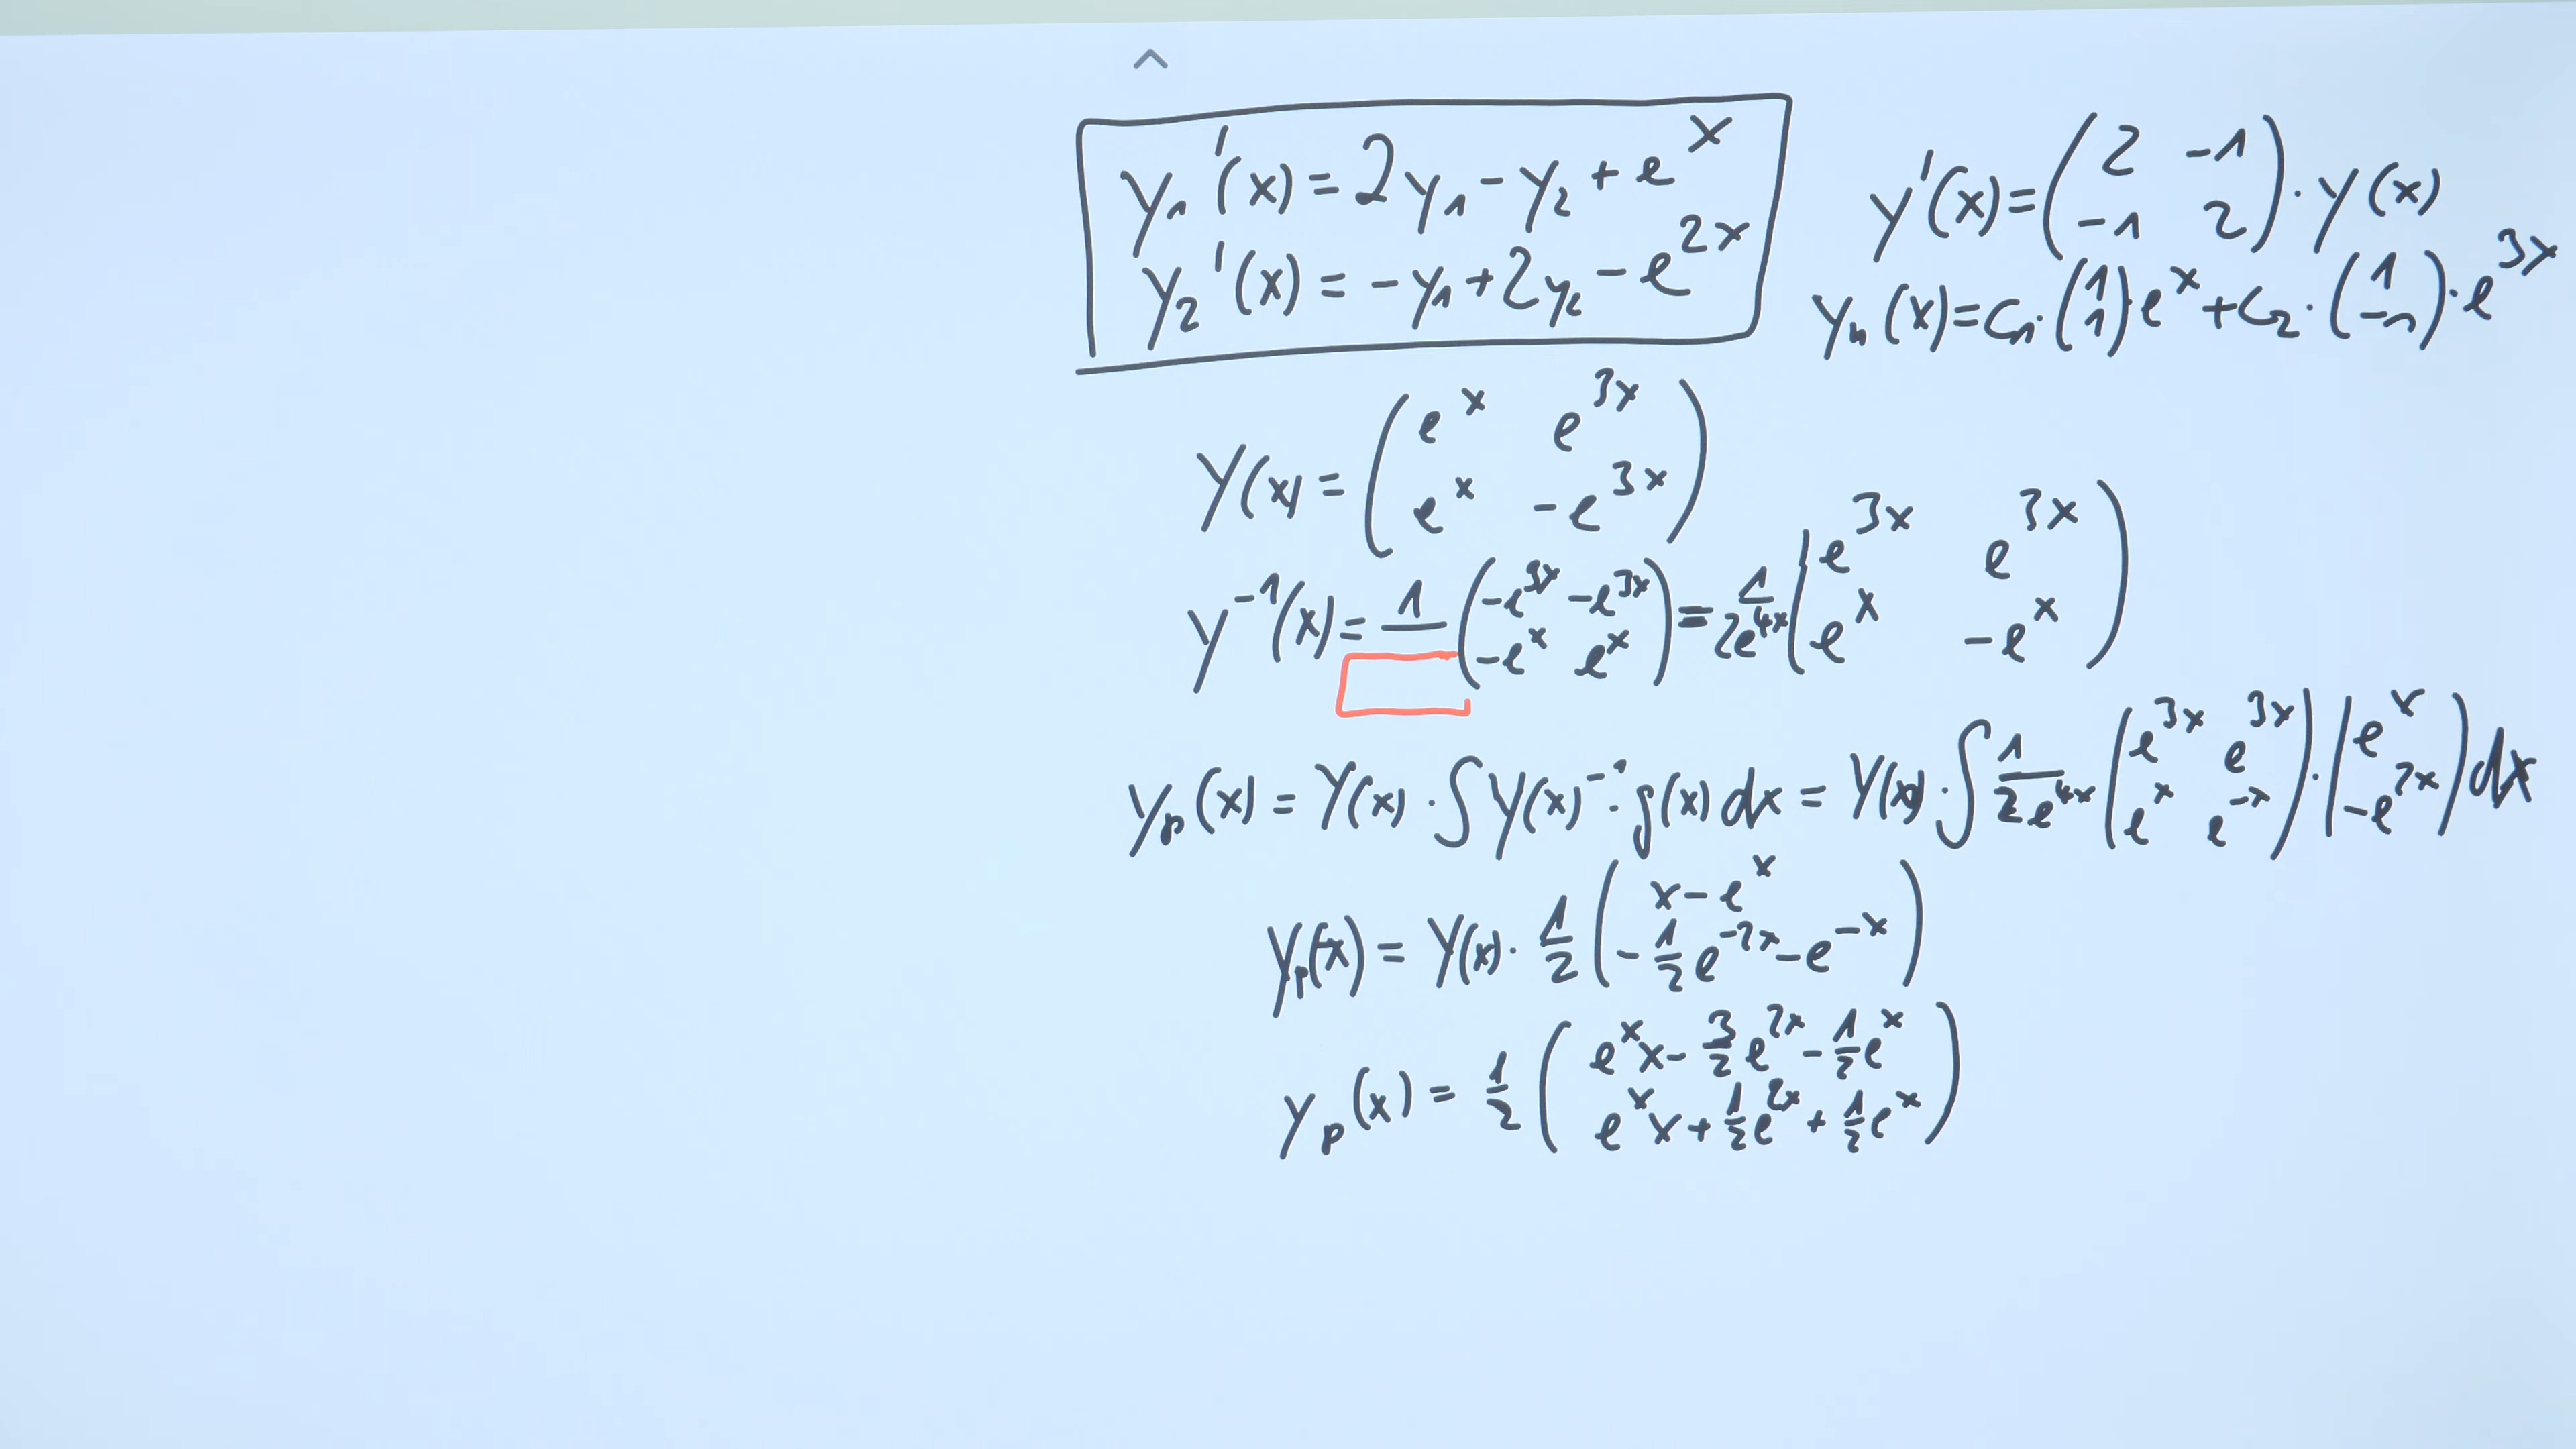 y₁'(x) = 2y₁ - y₂ + e^x
y₂'(x) = -y₁ + 2y₂ - e^{2x}
y'(x) = (2 -1; -1 2) · y(x)
y_h(x) = C₁ · (1; 1) e^x + C₂ · (1; -1) · e^{3x}
Y(x) = (e^x e^{3x}; e^x -e^{3x})
y^{-1}(x) = 1/ (-e^{3x} -e^{3x}; -e^x e^x) = 1/(2e^{4x}) (e^{3x} e^{3x}; e^x -e^x)
y_p(x) = Y(x) · ∫ Y(x)^{-1} · g(x) dx = Y(x) · ∫ 1/(2e^{4x}) (e^{3x} e^{3x}; e^x e^{-x}) · (e^x; -e^{2x}) dx
y_p(x) = Y(x) · 1/2 (x - e^x; -1/2 e^{-2x} - e^{-x})
y_p(x) = 1/2 (e^x x - 3/2 e^{2x} - 1/2 e^x; e^x x + 1/2 e^{2x} + 1/2 e^x)